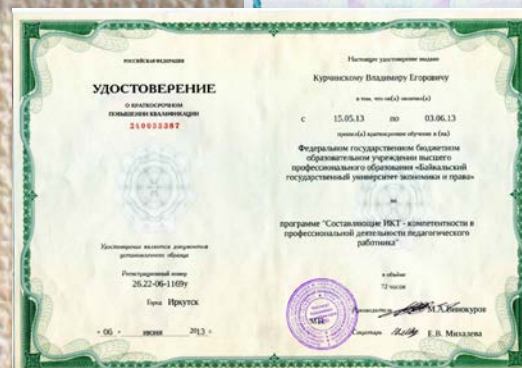 РОССИЙСКАЯ ФЕДЕРАЦИЯ
УДОСТОВЕРЕНИЕ
О КРАТКОСРОЧНОМ
ПОВЫШЕНИИ КВАЛИФИКАЦИИ
Удостоверение является документом
установленного образца
Регистрационный номер
26.22-06-1169у
Город Иркутск
« 06 » июня 2013 г.
Настоящее удостоверение выдано
Курчинскому Владимиру Егоровичу
в том, что он(а)
с 15.05.13 по 03.06.13
прошел(а) краткосрочное обучение в (на)
Федеральном государственном бюджетном
образовательном учреждении высшего
профессионального образования «Байкальский
государственный университет экономики и права»
по
программе "Составляющие ИКТ - компетентности в
профессиональной деятельности педагогического
работника"
в объёме
72 часов
Руководитель М.А.Винокуров
МП
Секретарь Е.В. Михалева